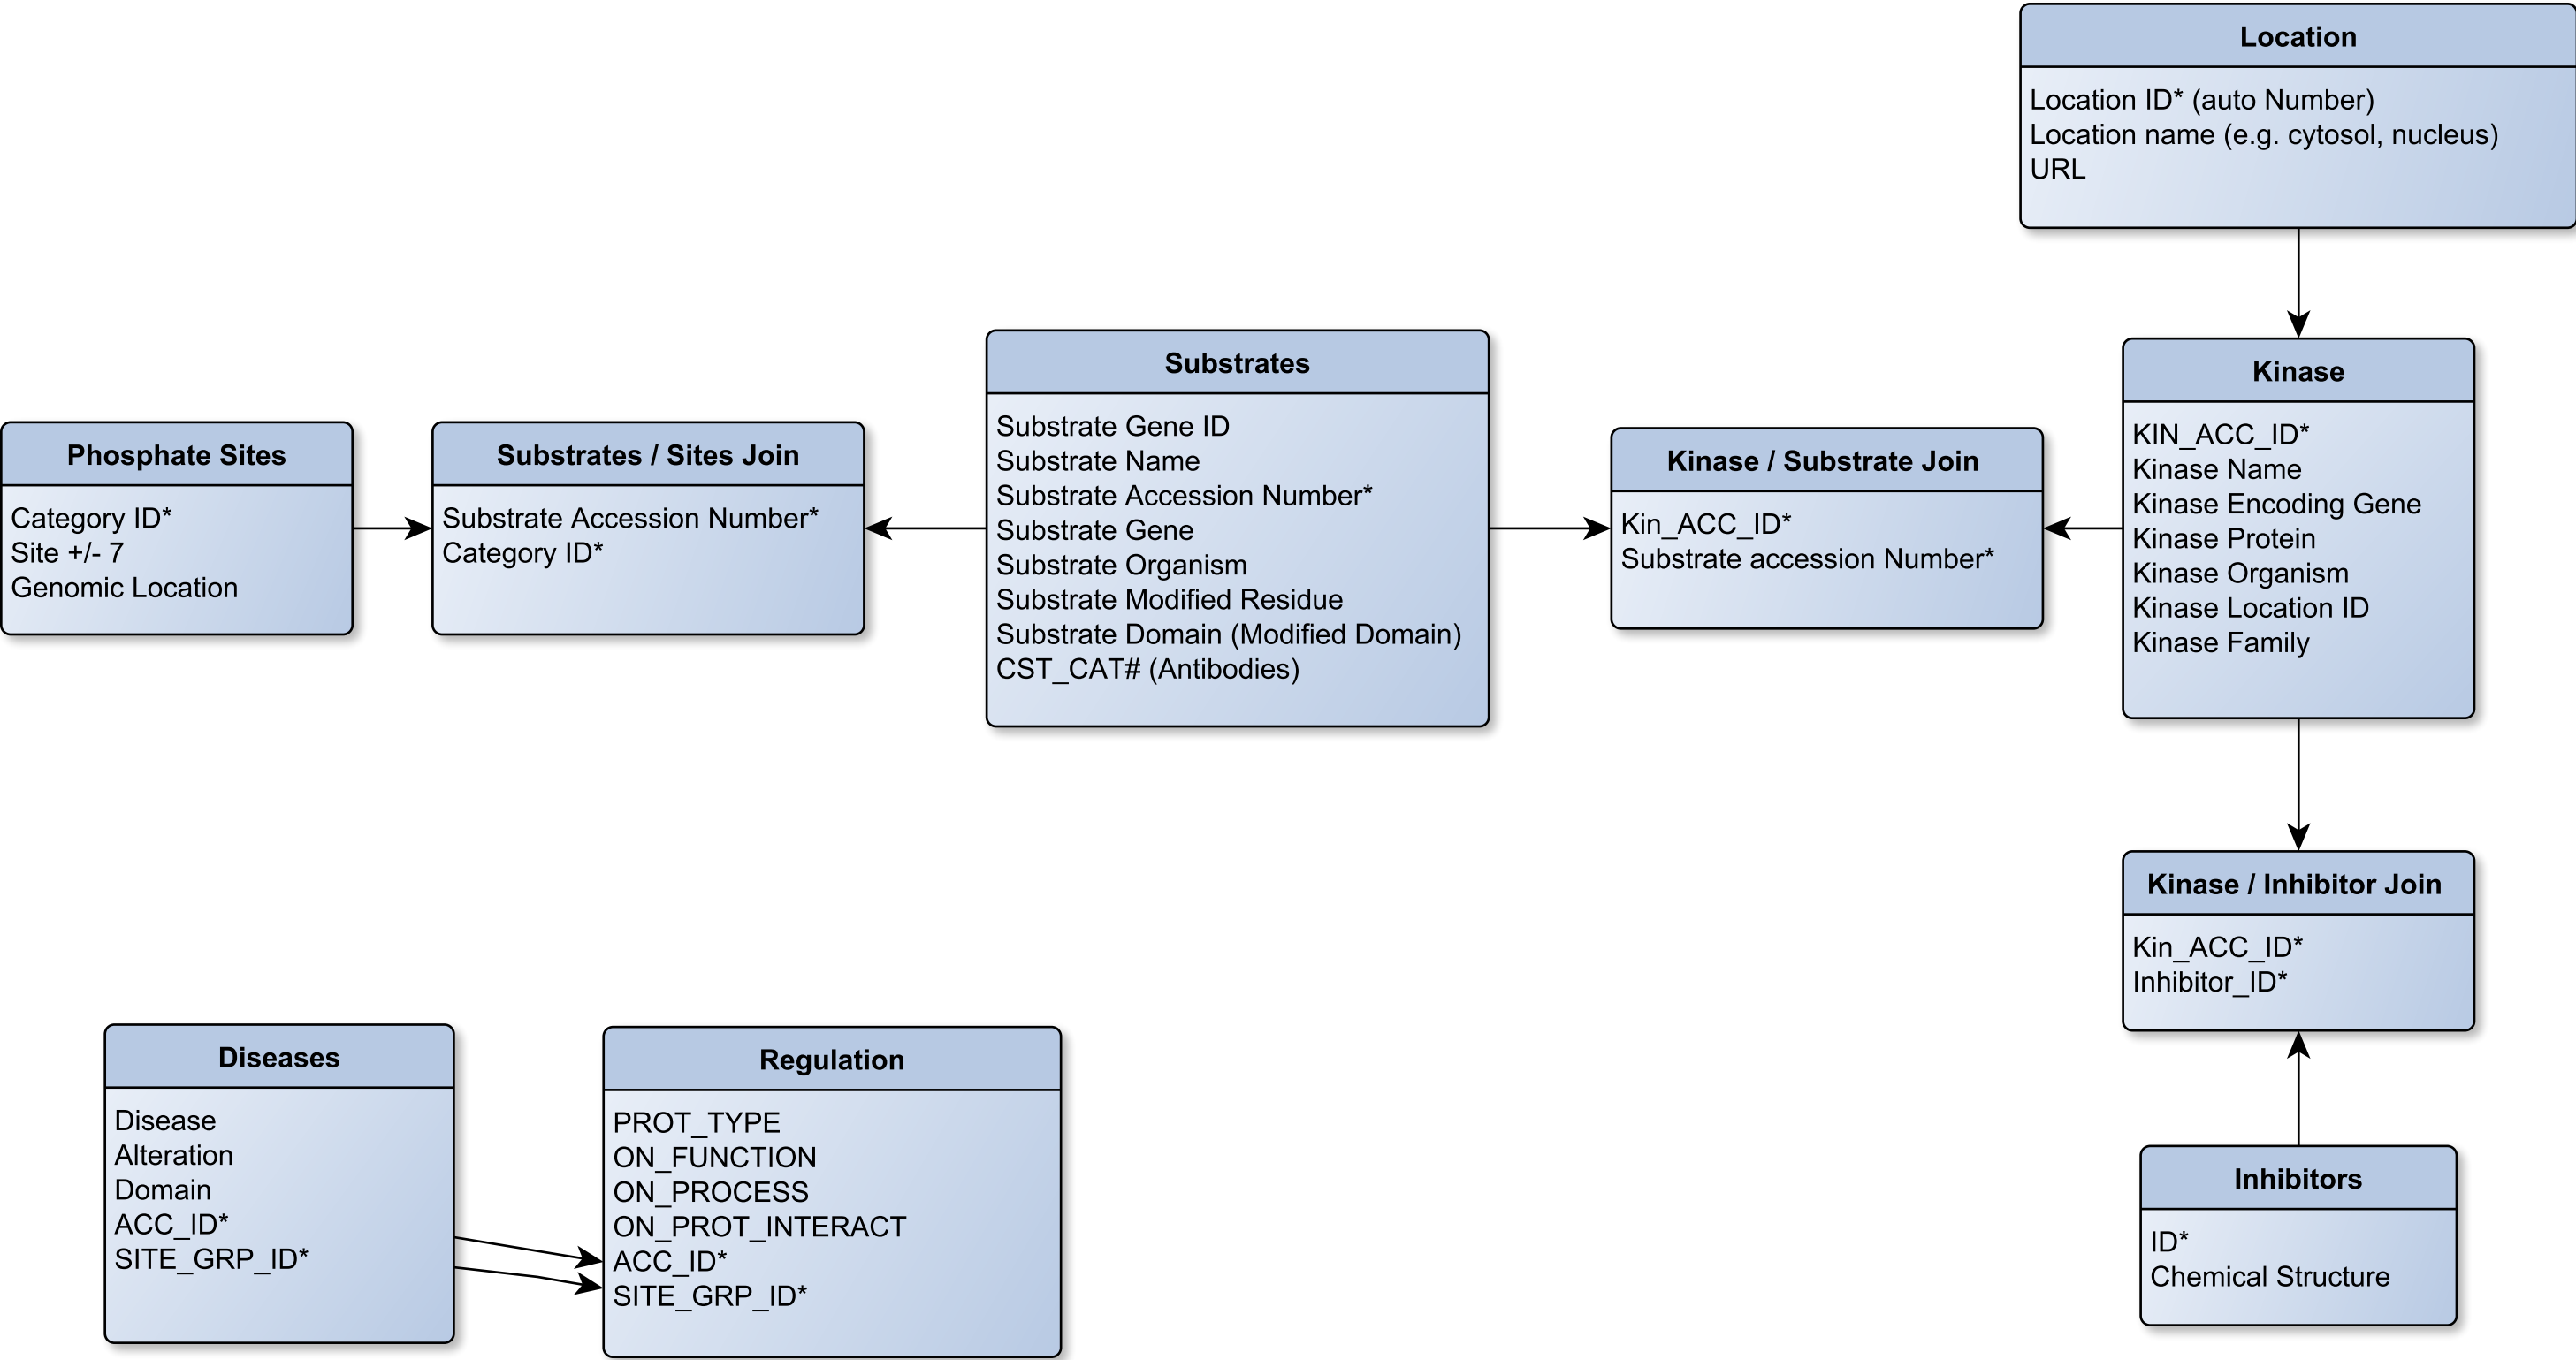 Location
Location ID* (auto Number)
Location name (e.g. cytosol, nucleus)
URL
Phosphate Sites
Category ID*
Site +/- 7
Genomic Location
Substrates / Sites Join
Substrate Accession Number*
Category ID*
Substrates
Substrate Gene ID
Substrate Name
Substrate Accession Number*
Substrate Gene
Substrate Organism
Substrate Modified Residue
Substrate Domain (Modified Domain)
CST_CAT# (Antibodies)
Kinase / Substrate Join
Kin_ACC_ID*
Substrate accession Number*
Kinase
KIN_ACC_ID*
Kinase Name
Kinase Encoding Gene
Kinase Protein
Kinase Organism
Kinase Location ID
Kinase Family
Kinase / Inhibitor Join
Kin_ACC_ID*
Inhibitor_ID*
Diseases
Disease
Alteration
Domain
ACC_ID*
SITE_GRP_ID*
Regulation
PROT_TYPE
ON_FUNCTION
ON_PROCESS
ON_PROT_INTERACT
ACC_ID*
SITE_GRP_ID*
Inhibitors
ID*
Chemical Structure